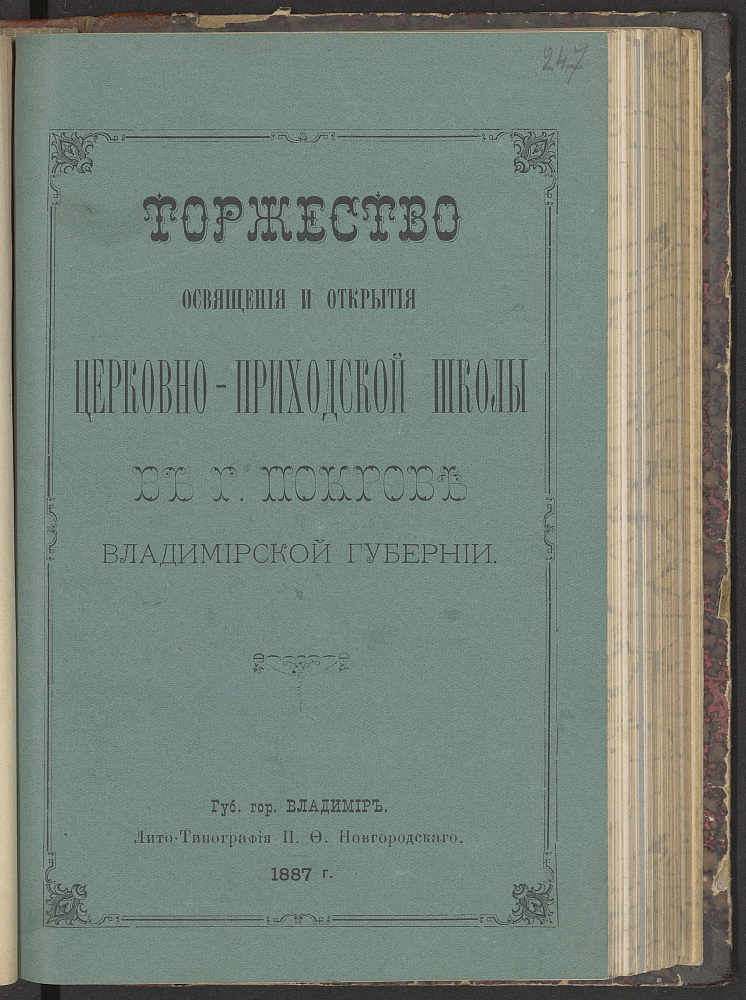 247
ТОРЖЕСТВО
ОСВЯЩЕНІЯ И ОТКРЫТІЯ
ЦЕРКОВНО-ПРИХОДСКОЙ ШКОЛЫ
ВЪ Г. ПОКРОВѢ
ВЛАДИМІРСКОЙ ГУБЕРНІИ.
Губ. гор. ВЛАДИМІРЪ.
Лито-Типографія П. Ѳ. Новгородскаго.
1887 г.